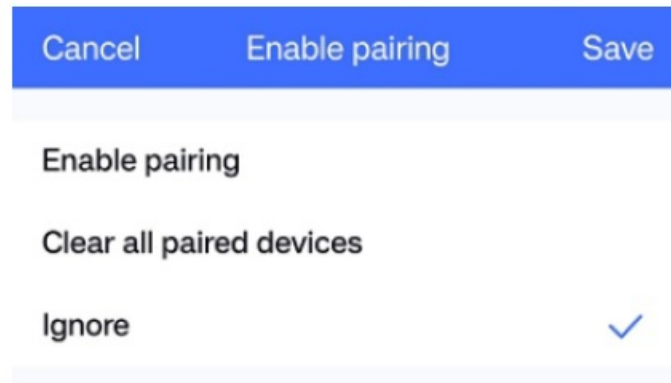 Cancel Enable pairing Save
Enable pairing
Clear all paired devices
Ignore